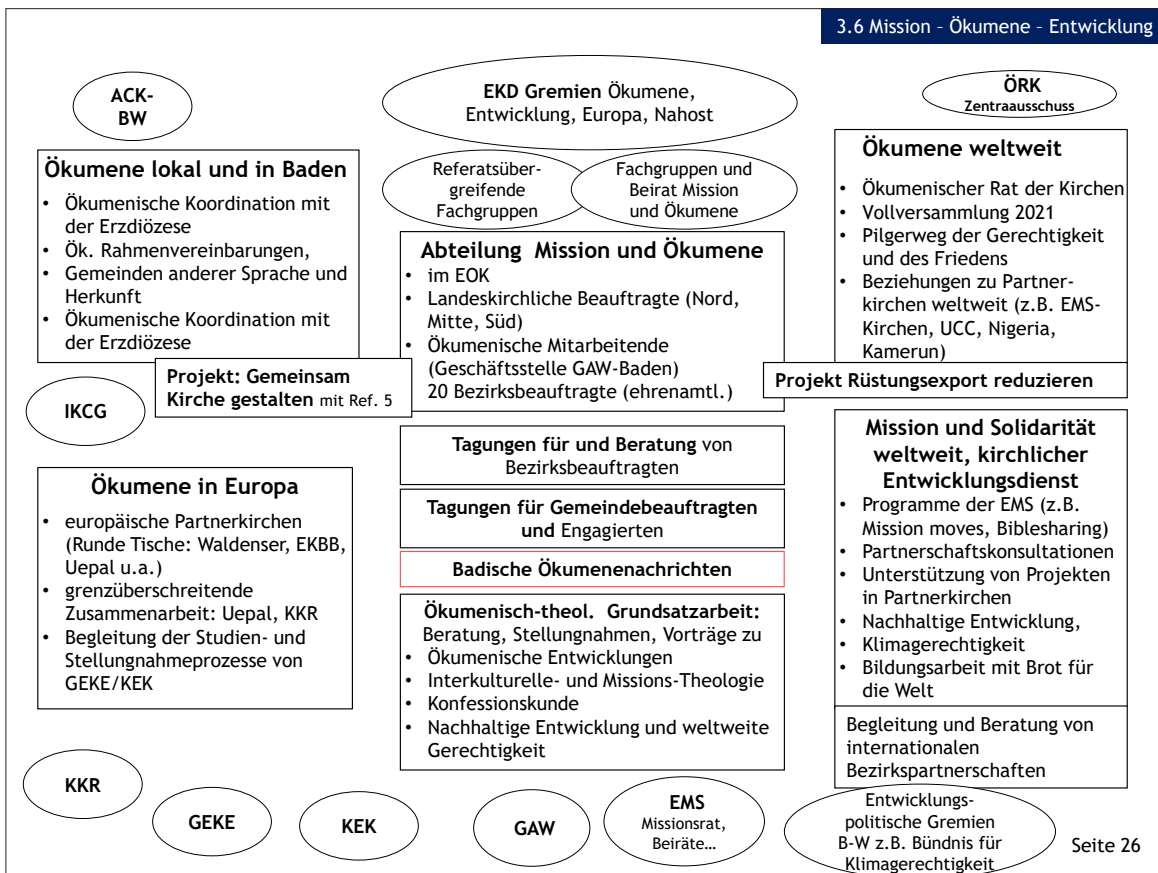 3.6 Mission – Ökumene – Entwicklung
ACK-
BW
EKD Gremien Ökumene,
Entwicklung, Europa, Nahost
ÖRK
Zentraausschuss
Referatsüber-
greifende
Fachgruppen
Fachgruppen und
Beirat Mission
und Ökumene
Ökumene lokal und in Baden
• Ökumenische Koordination mit
der Erzdiözese
• Ök. Rahmenvereinbarungen,
• Gemeinden anderer Sprache und
Herkunft
• Ökumenische Koordination mit
der Erzdiözese
Projekt: Gemeinsam
Kirche gestalten mit Ref. 5
IKCG
Ökumene in Europa
• europäische Partnerkirchen
(Runde Tische: Waldenser, EKBB,
Uepal u.a.)
• grenzüberschreitende
Zusammenarbeit: Uepal, KKR
• Begleitung der Studien- und
Stellungnahmeprozesse von
GEKE/KEK
Abteilung Mission und Ökumene
• im EOK
• Landeskirchliche Beauftragte (Nord,
Mitte, Süd)
• Ökumenische Mitarbeitende
(Geschäftsstelle GAW-Baden)
20 Bezirksbeauftragte (ehrenamtl.)
Tagungen für und Beratung von
Bezirksbeauftragten
Tagungen für Gemeindebeauftragten
und Engagierten
Badische Ökumenenachrichten
Ökumenisch-theol. Grundsatzarbeit:
Beratung, Stellungnahmen, Vorträge zu
• Ökumenische Entwicklungen
• Interkulturelle- und Missions-Theologie
• Konfessionskunde
• Nachhaltige Entwicklung und weltweite
Gerechtigkeit
Ökumene weltweit
• Ökumenischer Rat der Kirchen
• Vollversammlung 2021
• Pilgerweg der Gerechtigkeit
und des Friedens
• Beziehungen zu Partner-
kirchen weltweit (z.B. EMS-
Kirchen, UCC, Nigeria,
Kamerun)
Projekt Rüstungsexport reduzieren
Mission und Solidarität
weltweit, kirchlicher
Entwicklungsdienst
• Programme der EMS (z.B.
Mission moves, Biblesharing)
• Partnerschaftskonsultationen
• Unterstützung von Projekten
in Partnerkirchen
• Nachhaltige Entwicklung,
• Klimagerechtigkeit
• Bildungsarbeit mit Brot für
die Welt
Begleitung und Beratung von
internationalen
Bezirkspartnerschaften
KKR
GEKE
KEK
GAW
EMS
Missionsrat,
Beiräte…
Entwicklungs-
politische Gremien
B-W z.B. Bündnis für
Klimagerechtigkeit
Seite 26